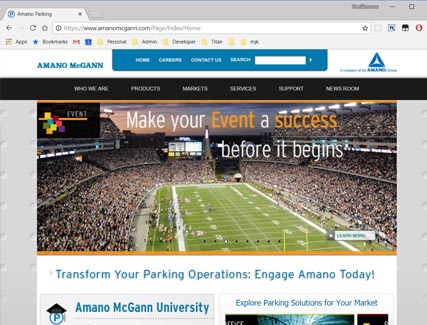 Amano Parking
https://www.amanomcgann.com/Page/Index/Home
Apps Bookmarks Personal Admin Developer Titan mjk
AMANO McGANN
HOME CAREERS CONTACT US SEARCH
A company of the AMANO Group
WHO WE ARE PRODUCTS MARKETS SERVICES SUPPORT NEWS ROOM
EVENT
Make your Event a success
before it begins
LEARN MORE
Transform Your Parking Operations: Engage Amano Today!
Amano McGann University
Explore Parking Solutions for Your Market